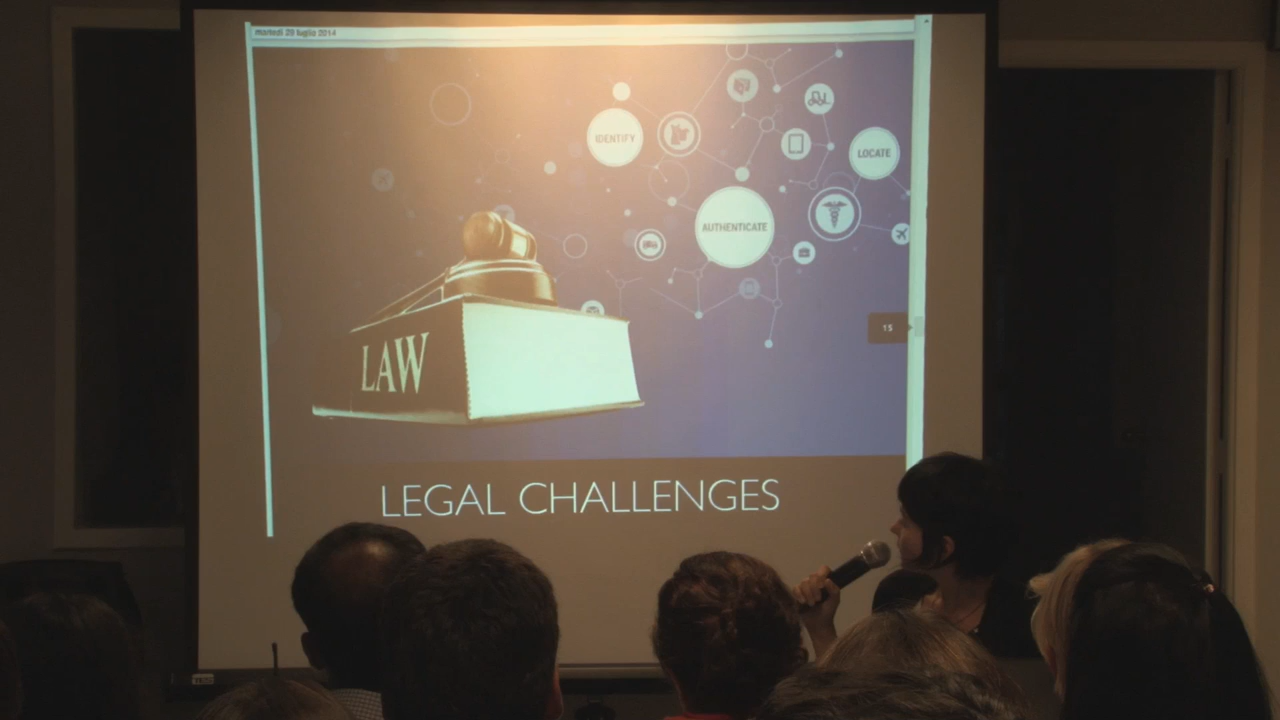 martedì 29 luglio 2014
IDENTIFY
LOCATE
AUTHENTICATE
15
LAW
LEGAL CHALLENGES